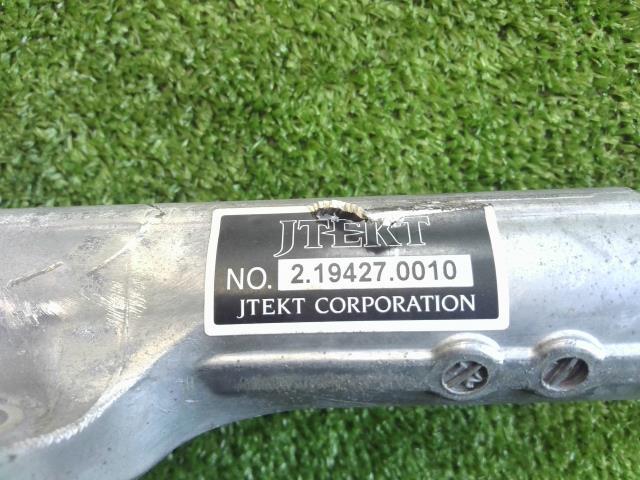 JTEKT
NO. 2.19427.0010
JTEKT CORPORATION